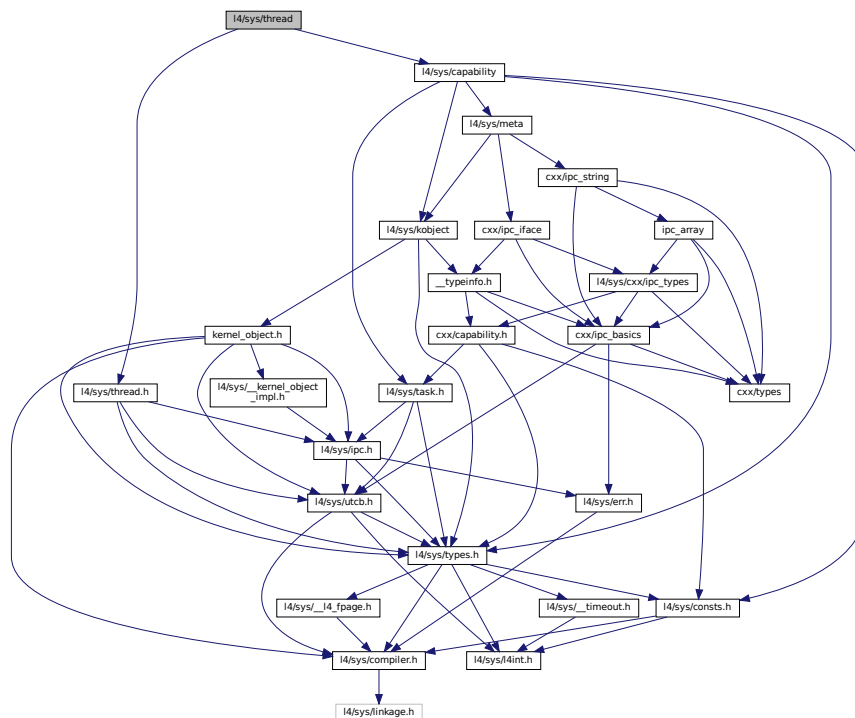 l4/sys/thread
l4/sys/capability
l4/sys/meta
cxx/ipc_string
l4/sys/kobject
cxx/ipc_iface
ipc_array
__typeinfo.h
l4/sys/cxx/ipc_types
kernel_object.h
cxx/capability.h
cxx/ipc_basics
l4/sys/thread.h
l4/sys/__kernel_object
_impl.h
l4/sys/task.h
cxx/types
l4/sys/ipc.h
l4/sys/utcb.h
l4/sys/err.h
l4/sys/types.h
l4/sys/__l4_fpage.h
l4/sys/__timeout.h
l4/sys/consts.h
l4/sys/compiler.h
l4/sys/l4int.h
l4/sys/linkage.h